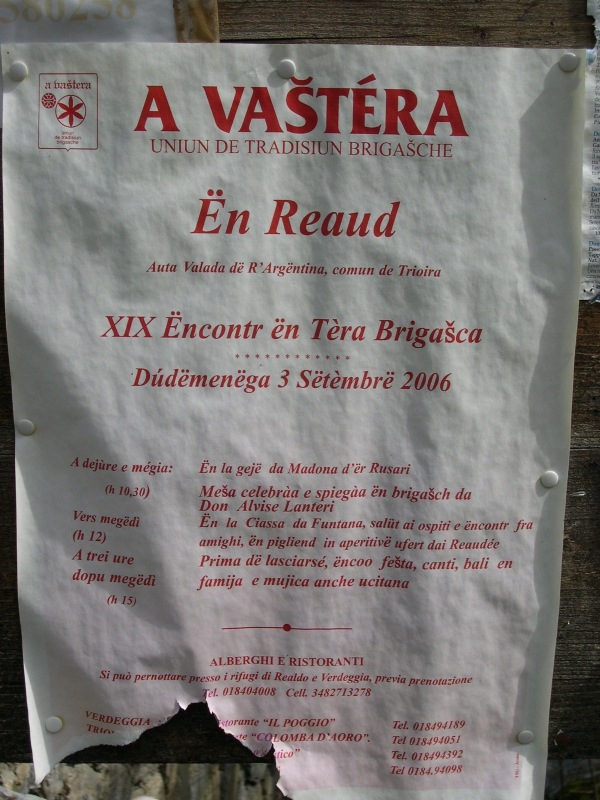 580258
a vaštera
uniun
de tradisiun
brigašche
A VAŠTÉRA
UNIUN DE TRADISIUN BRIGAŠCHE
Ën Reaud
Auta Valada dë R'Argëntina, comun de Trioira
XIX Ëncontr ën Tèra Brigašca
************
Dúdëmenëga 3 Sëtèmbrë 2006
A dejùre e mégia: Ën la gejë da Madona d'ër Rusari
(h 10,30) Meša celebràa e spiegàa ën brigašch da
Don Alvise Lanteri
Vers megëdì Ën la Ciassa da Funtana, salüt ai ospiti e ëncontr fra
(h 12) amighi, ën pigliend in aperitivë ufert dai Reaudée
A trei ure Prima dë lasciarsé, ëncoo fešta, canti, bali en
dopu megëdì famija e mujica anche ucitana
(h 15)
ALBERGHI E RISTORANTI
Si può pernottare presso i rifugi di Realdo e Verdeggia, previa prenotazione
Tel. 018404008 Cell. 3482713278
VERDEGGIA "IL POGGIO" Tel. 018494189
"COLOMBA D'AORO". Tel 018494051
Tel. 018494392
Tel 0184.94098